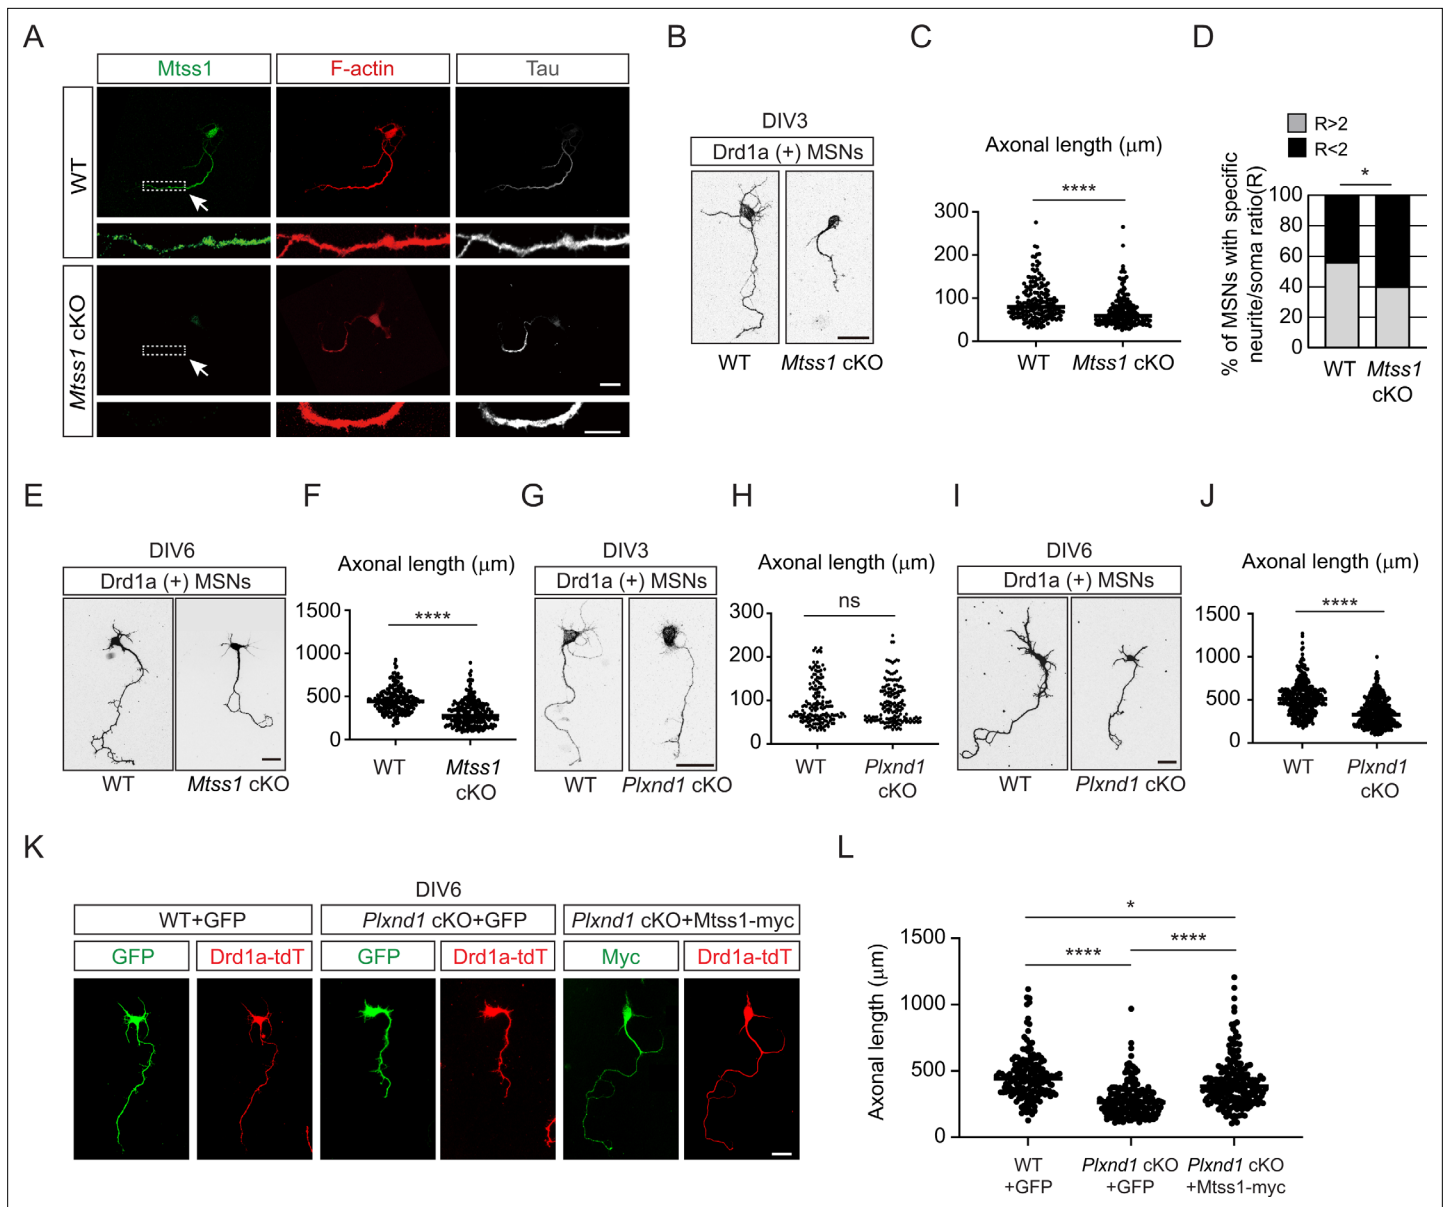 A
Mtss1
F-actin
Tau
WT
Mtss1 cKO
B
DIV3
Drd1a (+) MSNs
WT
Mtss1 cKO
C
Axonal length (μm)
****
300
200
100
0
WT
Mtss1 cKO
D
R>2
R<2
*
% of MSNs with specific
neurite/soma ratio(R)
100
80
60
40
20
0
WT
Mtss1
cKO
E
DIV6
Drd1a (+) MSNs
WT
Mtss1 cKO
F
Axonal length (μm)
****
1500
1000
500
0
WT
Mtss1
cKO
G
DIV3
Drd1a (+) MSNs
WT
Plxnd1 cKO
H
Axonal length (μm)
ns
300
200
100
0
WT
Plxnd1
cKO
I
DIV6
Drd1a (+) MSNs
WT
Plxnd1 cKO
J
Axonal length (μm)
****
1500
1000
500
0
WT
Plxnd1
cKO
K
DIV6
WT+GFP
Plxnd1 cKO+GFP
Plxnd1 cKO+Mtss1-myc
GFP
Drd1a-tdT
GFP
Drd1a-tdT
Myc
Drd1a-tdT
L
*
****
****
Axonal length (μm)
1500
1000
500
0
WT
+GFP
Plxnd1 cKO
+GFP
Plxnd1 cKO
+Mtss1-myc